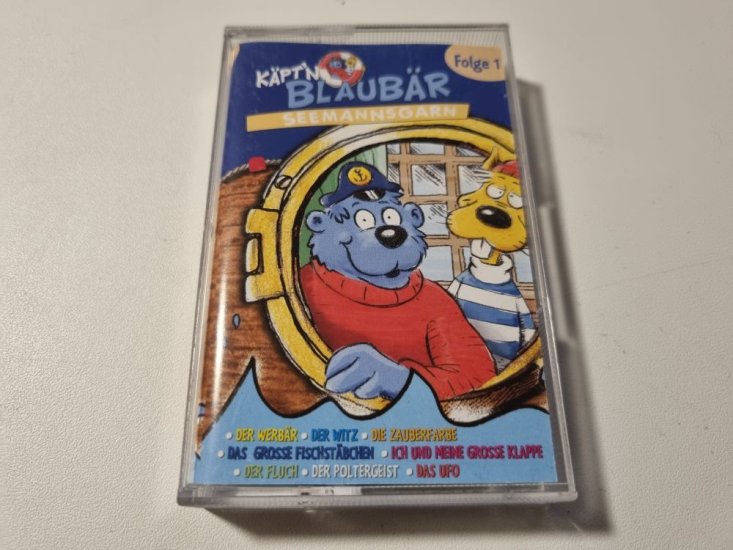 Folge 1
KÄPT'N
BLAUBÄR
SEEMANNSGARN
• DER WERBÄR • DER WITZ • DIE ZAUBERFARBE
• DAS GROSSE FISCHSTÄBCHEN • ICH UND MEINE GROSSE KLAPPE
• DER FLUCH • DER POLTERGEIST • DAS UFO